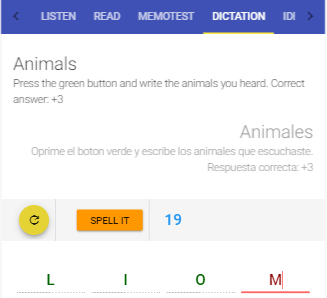 LISTEN READ MEMOTEST DICTATION IDI
Animals
Press the green button and write the animals you heard. Correct
answer: +3
Animales
Oprime el boton verde y escribe los animales que escuchaste.
Respuesta correcta: +3
SPELL IT 19
L I O M